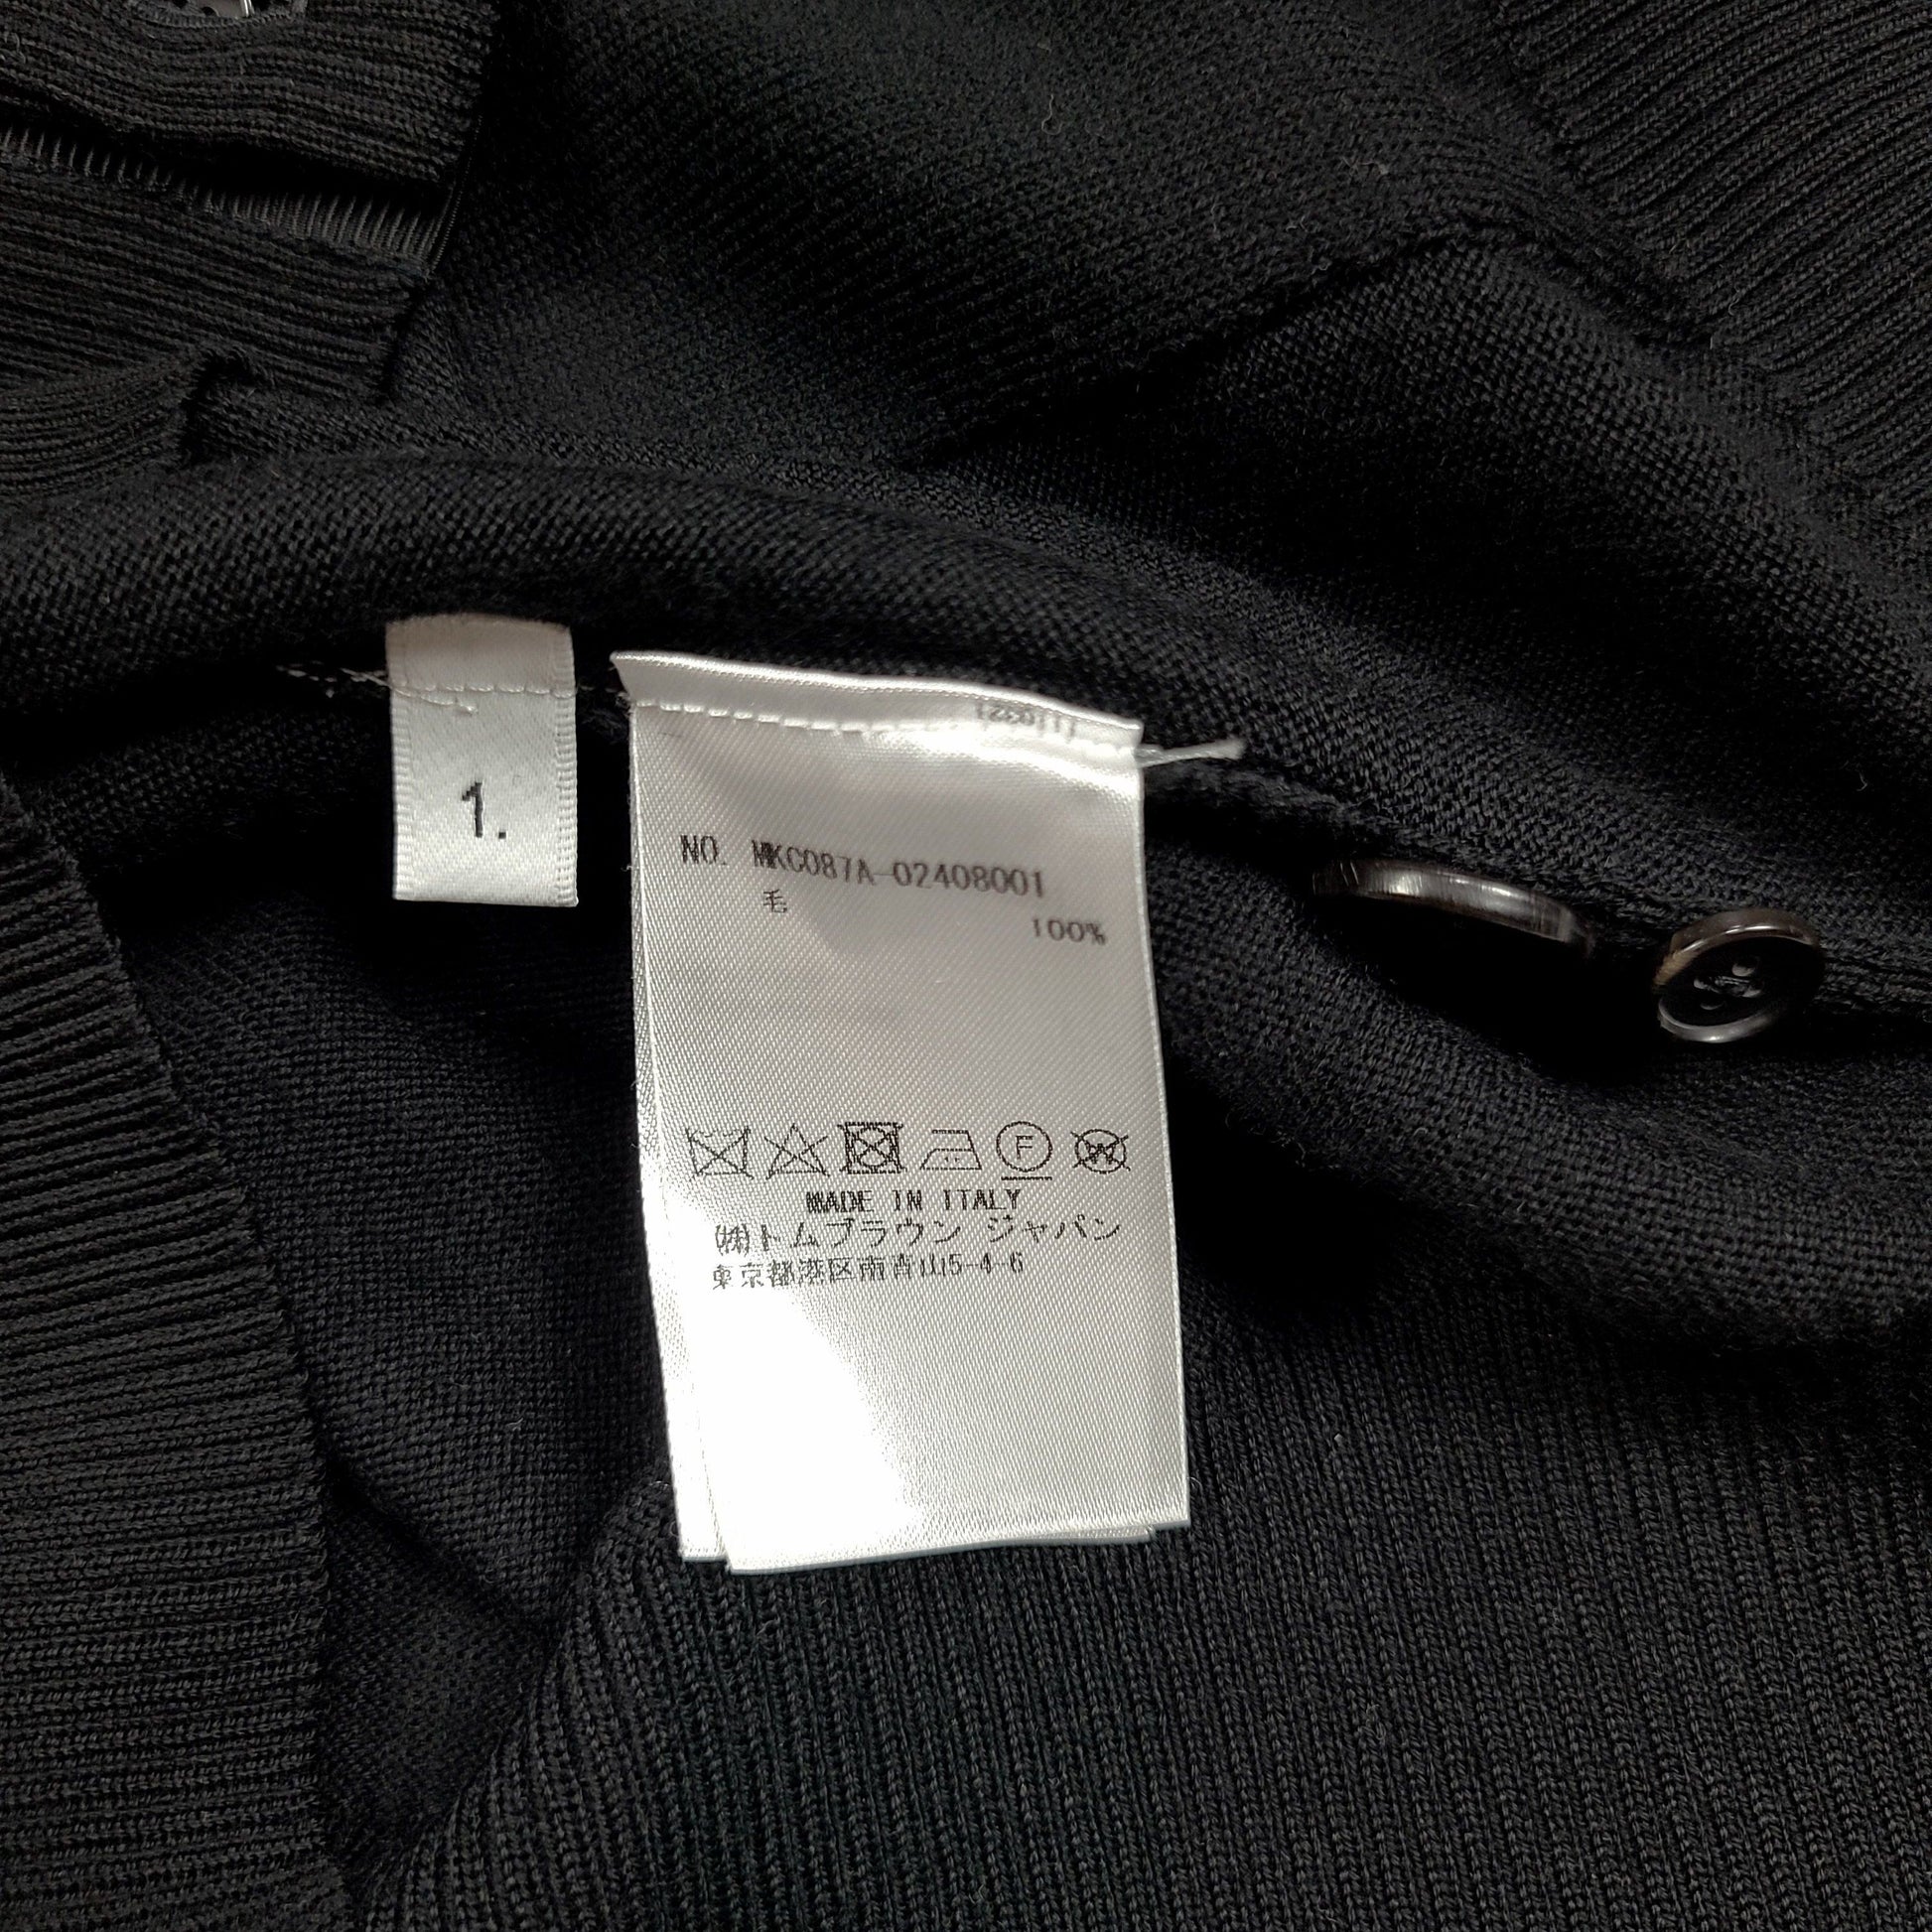 1.
NO. MKC087A-02408001
毛
100%
F
W
MADE IN ITALY
(株)トムブラウン ジャパン
東京都港区南青山5-4-6